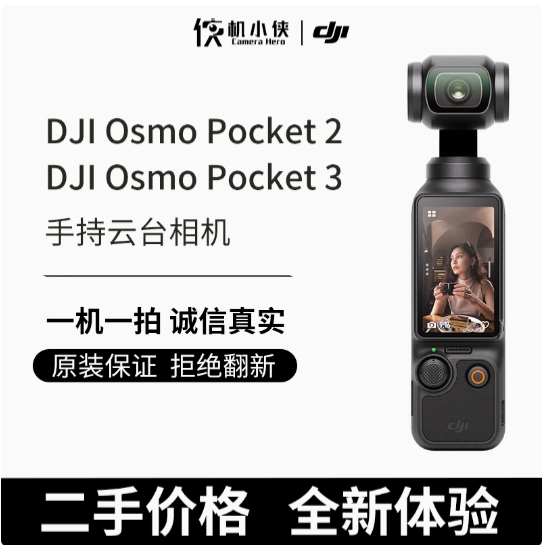 侠机小侠 | dji
Camera Hero
DJI Osmo Pocket 2
DJI Osmo Pocket 3
手持云台相机
一机一拍 诚信真实
原装保证 拒绝翻新
dji
二手价格 全新体验